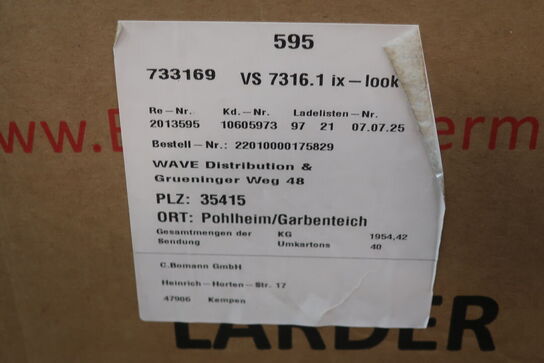 595
733169 VS 7316.1 ix-look
Re-Nr. Kd.-Nr. Ladelisten-Nr.
2013595 10605973 97 21 07.07.25
Bestell-Nr.: 22010000175829
WAVE Distribution &
Grueninger Weg 48
PLZ: 35415
ORT: Pohlheim/Garbenteich
Gesamtmengen der KG 1954,42
Sendung Umkartons 40
C.Bomann GmbH
Heinrich-Horten-Str. 17
47906 Kempen
LARDER